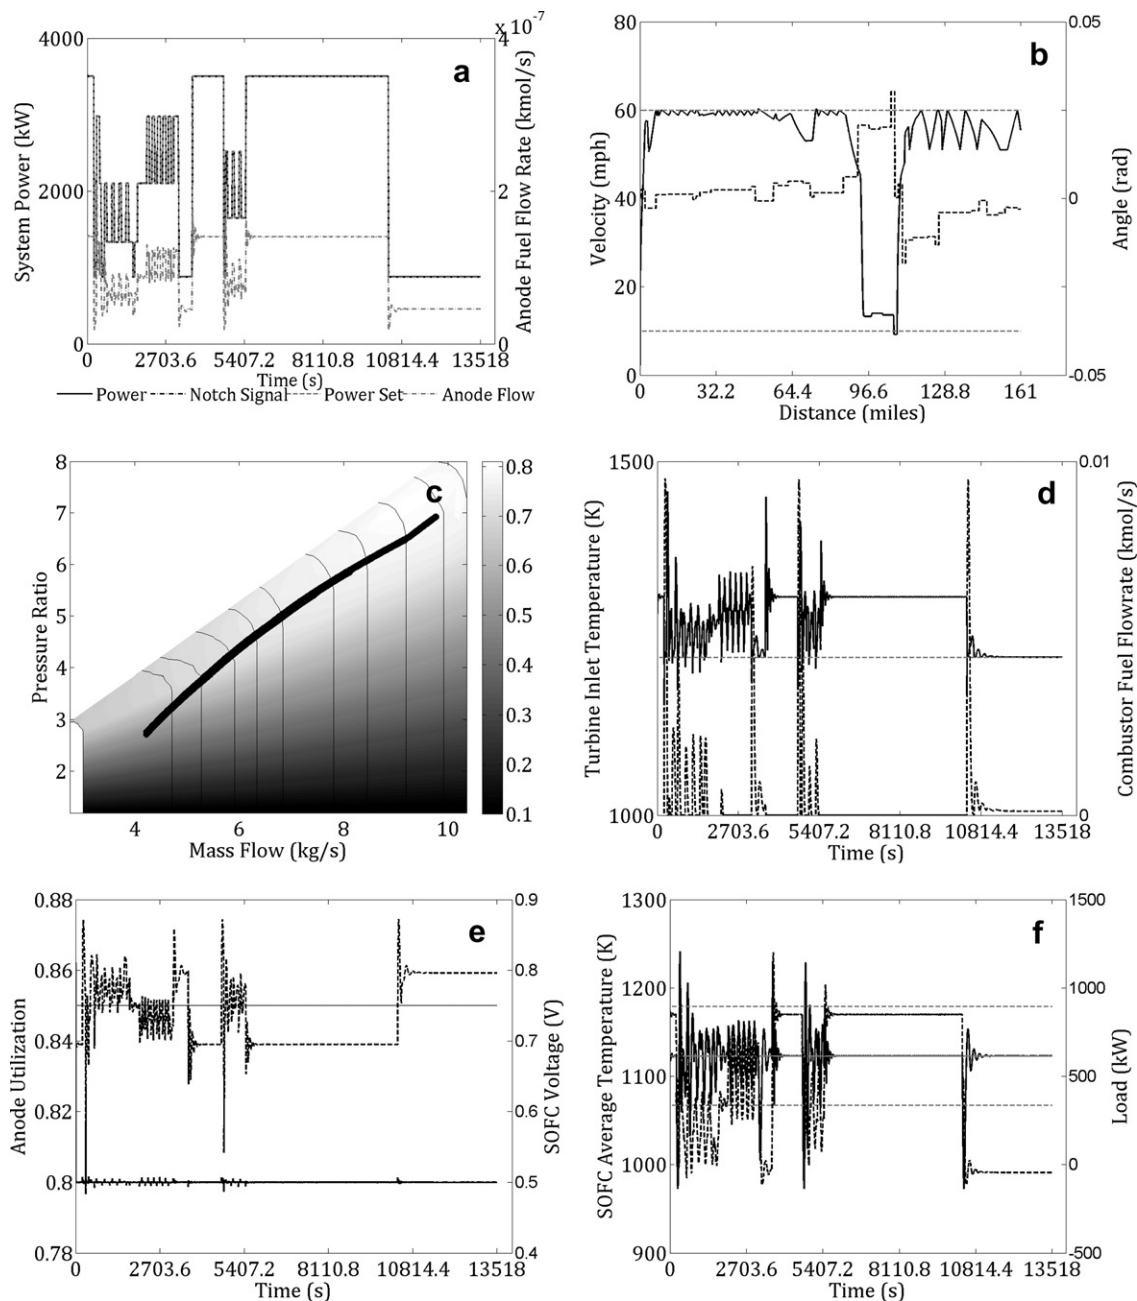 a
x 10^-7
4000
2000
0
System Power (kW)
4
2
0
Anode Fuel Flow Rate (kmol/s)
0 2703.6 5407.2 8110.8 10814.4 13518
Time (s)
Power Notch Signal Power Set Anode Flow
b
80
60
40
20
0
Velocity (mph)
0.05
0
-0.05
Angle (rad)
0 32.2 64.4 96.6 128.8 161
Distance (miles)
c
8
7
6
5
4
3
2
Pressure Ratio
4 6 8 10
Mass Flow (kg/s)
0.8
0.7
0.6
0.5
0.4
0.3
0.2
0.1
d
1500
1000
Turbine Inlet Temperature (K)
0.01
0
Combustor Fuel Flowrate (kmol/s)
0 2703.6 5407.2 8110.8 10814.4 13518
Time (s)
e
0.88
0.86
0.84
0.82
0.8
0.78
Anode Utilization
0.9
0.8
0.7
0.6
0.5
0.4
SOFC Voltage (V)
0 2703.6 5407.2 8110.8 10814.4 13518
Time (s)
f
1300
1200
1100
1000
900
SOFC Average Temperature (K)
1500
1000
500
0
-500
Load (kW)
0 2703.6 5407.2 8110.8 10814.4 13518
Time (s)